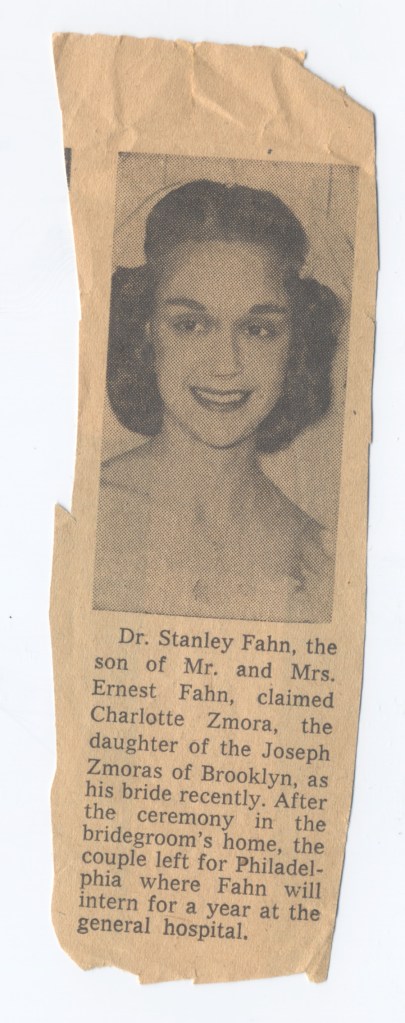 Dr. Stanley Fahn, the
son of Mr. and Mrs.
Ernest Fahn, claimed
Charlotte Zmora, the
daughter of the Joseph
Zmoras of Brooklyn, as
his bride recently. After
the ceremony in the
bridegroom's home, the
couple left for Philadel-
phia where Fahn will
intern for a year at the
general hospital.